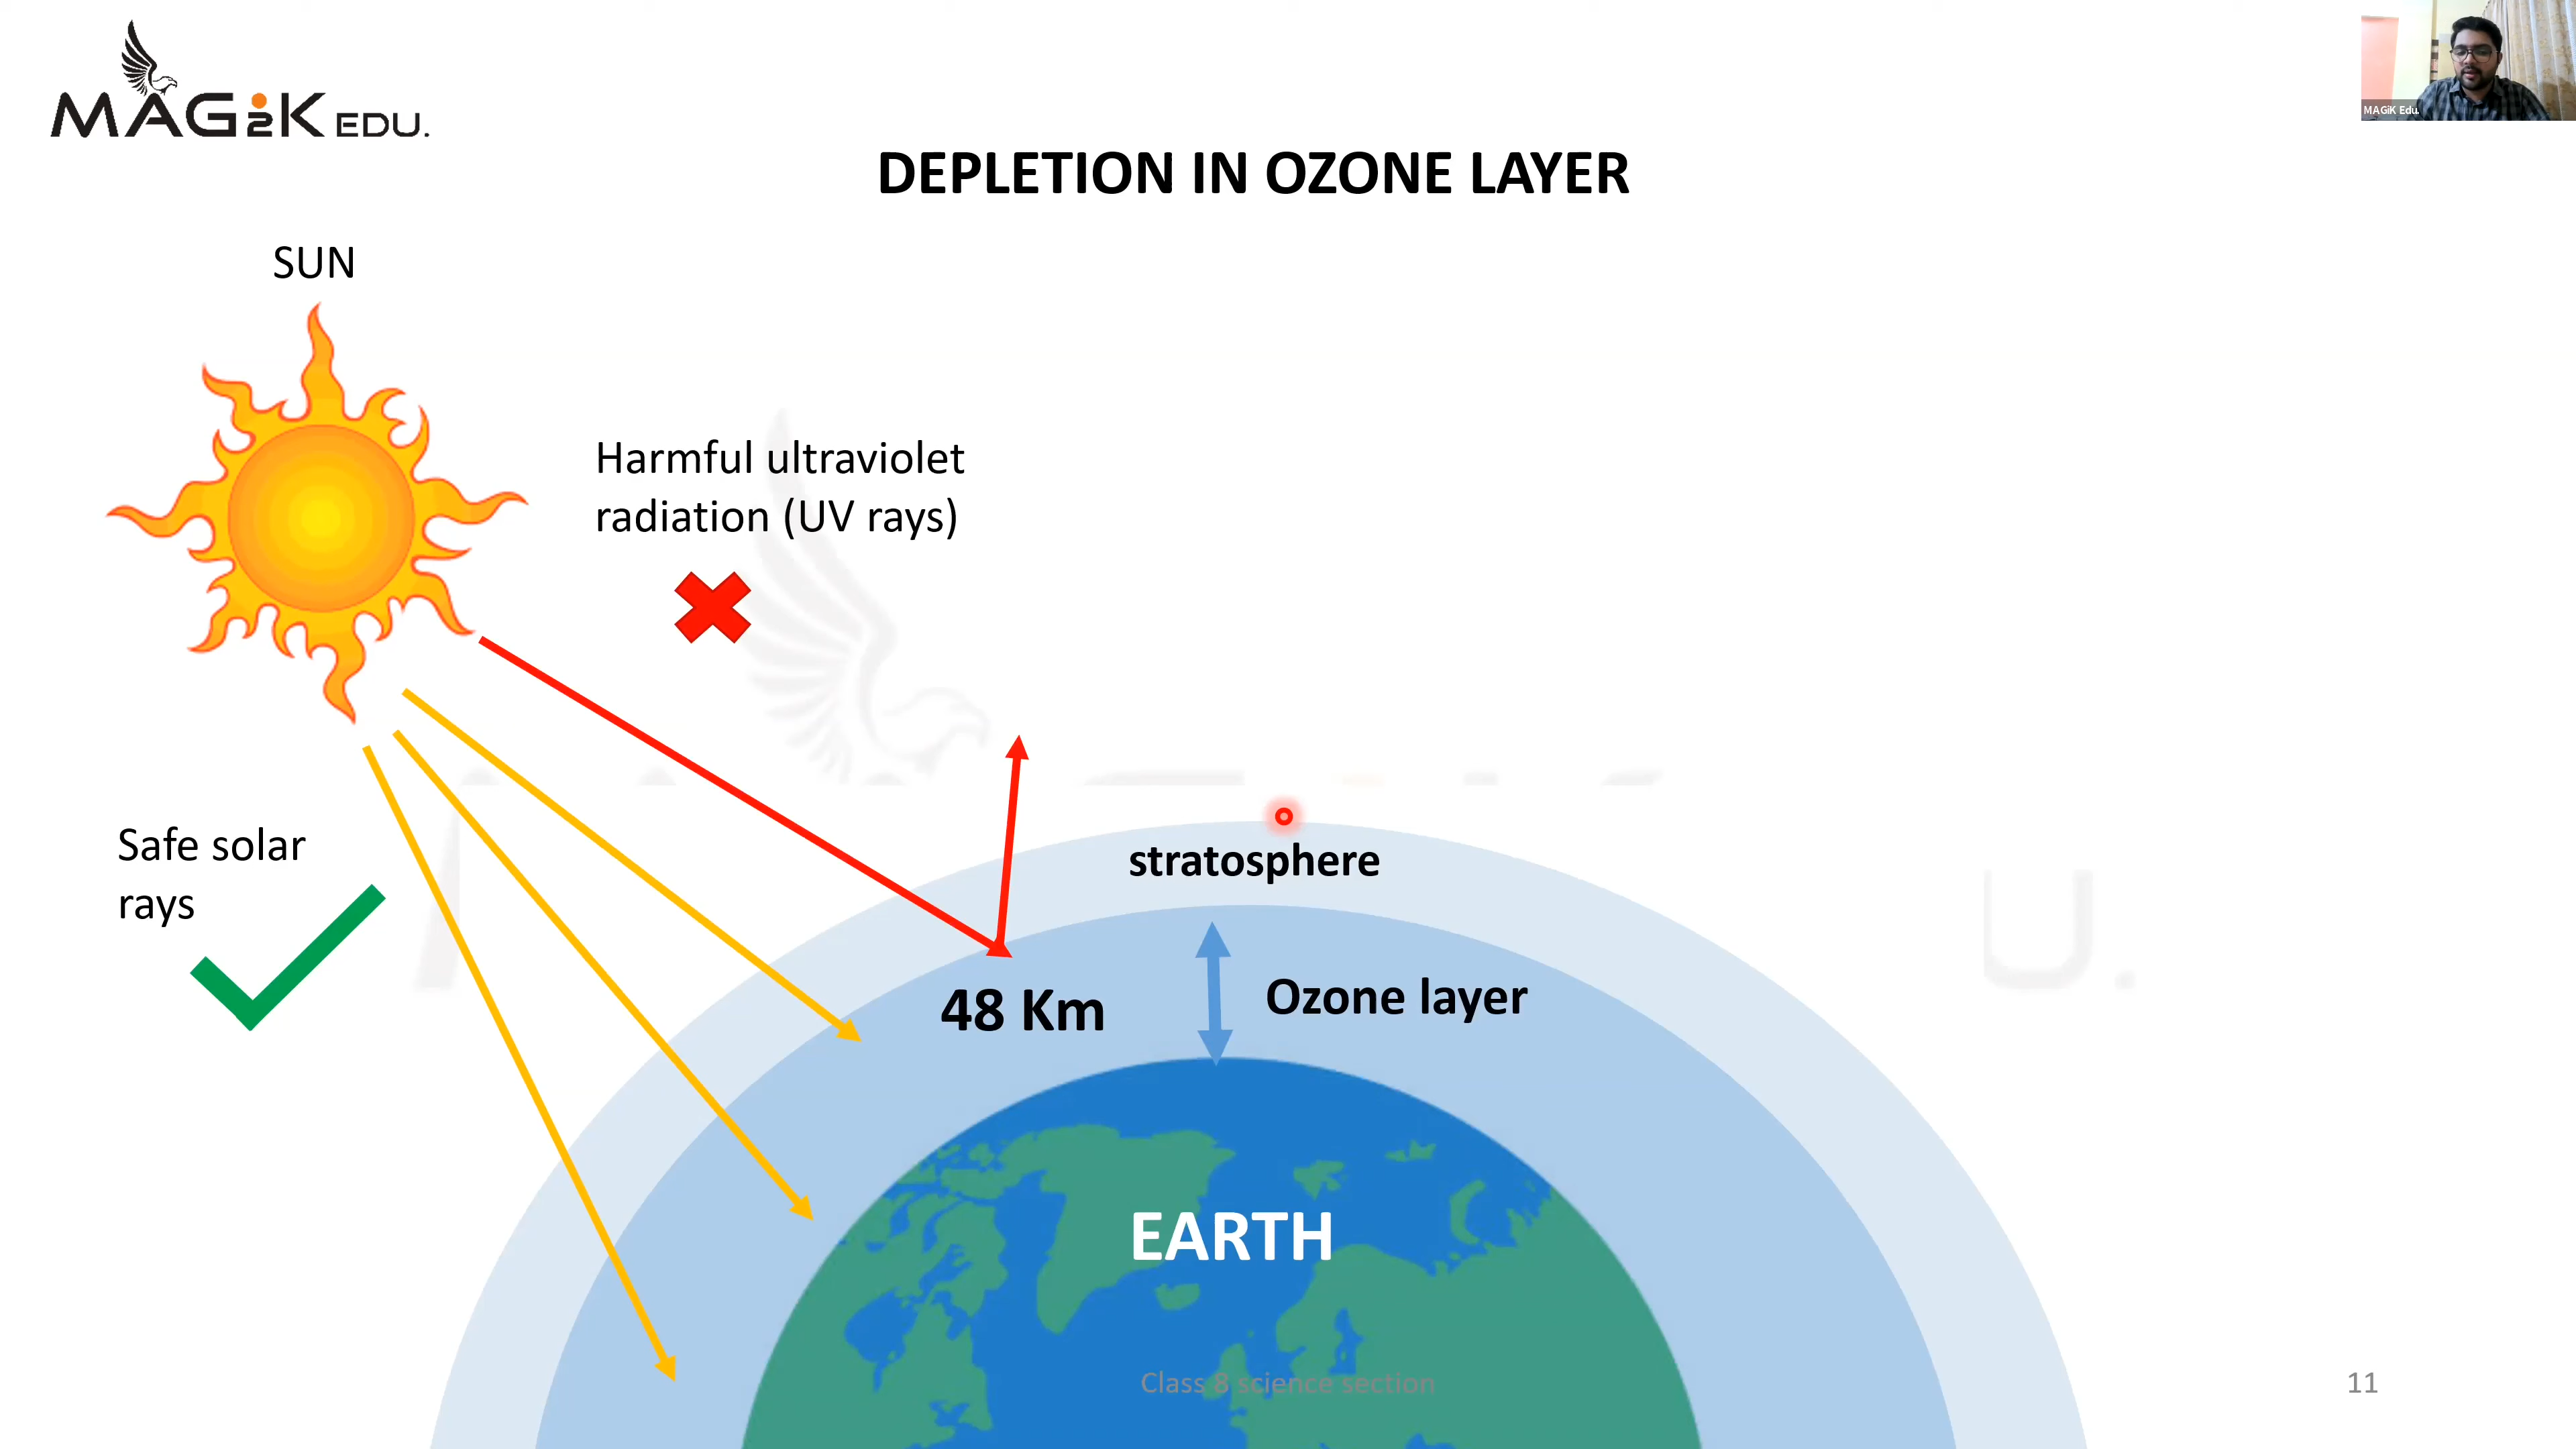 MAGiK EDU.
MAGiK Edu.
DEPLETION IN OZONE LAYER
SUN
Harmful ultraviolet
radiation (UV rays)
Safe solar
rays
stratosphere
48 Km
Ozone layer
EARTH
Class 8 science section
11